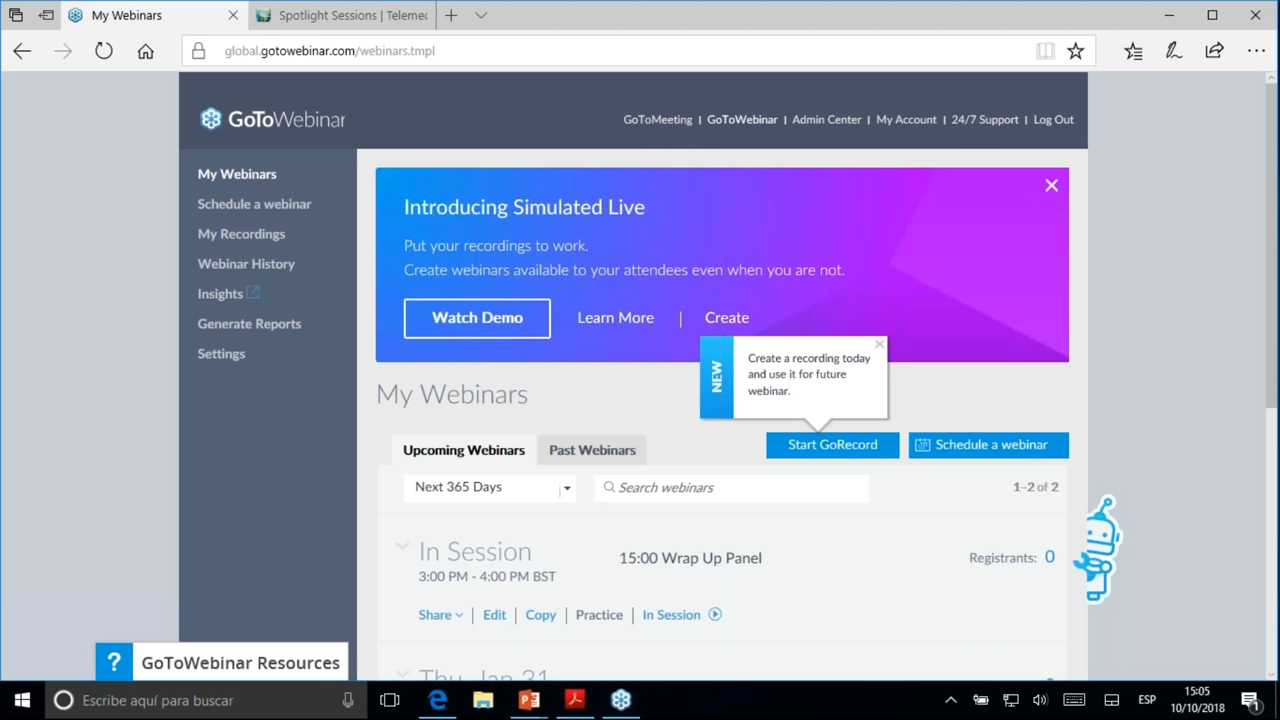 My Webinars
Spotlight Sessions | Telemed
global.gotowebinar.com/webinars.tmpl
GoToWebinar
GoToMeeting | GoToWebinar | Admin Center | My Account | 24/7 Support | Log Out
My Webinars
Schedule a webinar
My Recordings
Webinar History
Insights
Generate Reports
Settings
Introducing Simulated Live
Put your recordings to work.
Create webinars available to your attendees even when you are not.
Watch Demo
Learn More | Create
NEW
Create a recording today
and use it for future
webinar.
My Webinars
Upcoming Webinars
Past Webinars
Start GoRecord
Schedule a webinar
Next 365 Days
Search webinars
1–2 of 2
In Session
15:00 Wrap Up Panel
Registrants: 0
3:00 PM - 4:00 PM BST
Share | Edit | Copy | Practice | In Session
Thu, Jan 31
? GoToWebinar Resources
Escribe aquí para buscar
ESP
15:05
10/10/2018
1